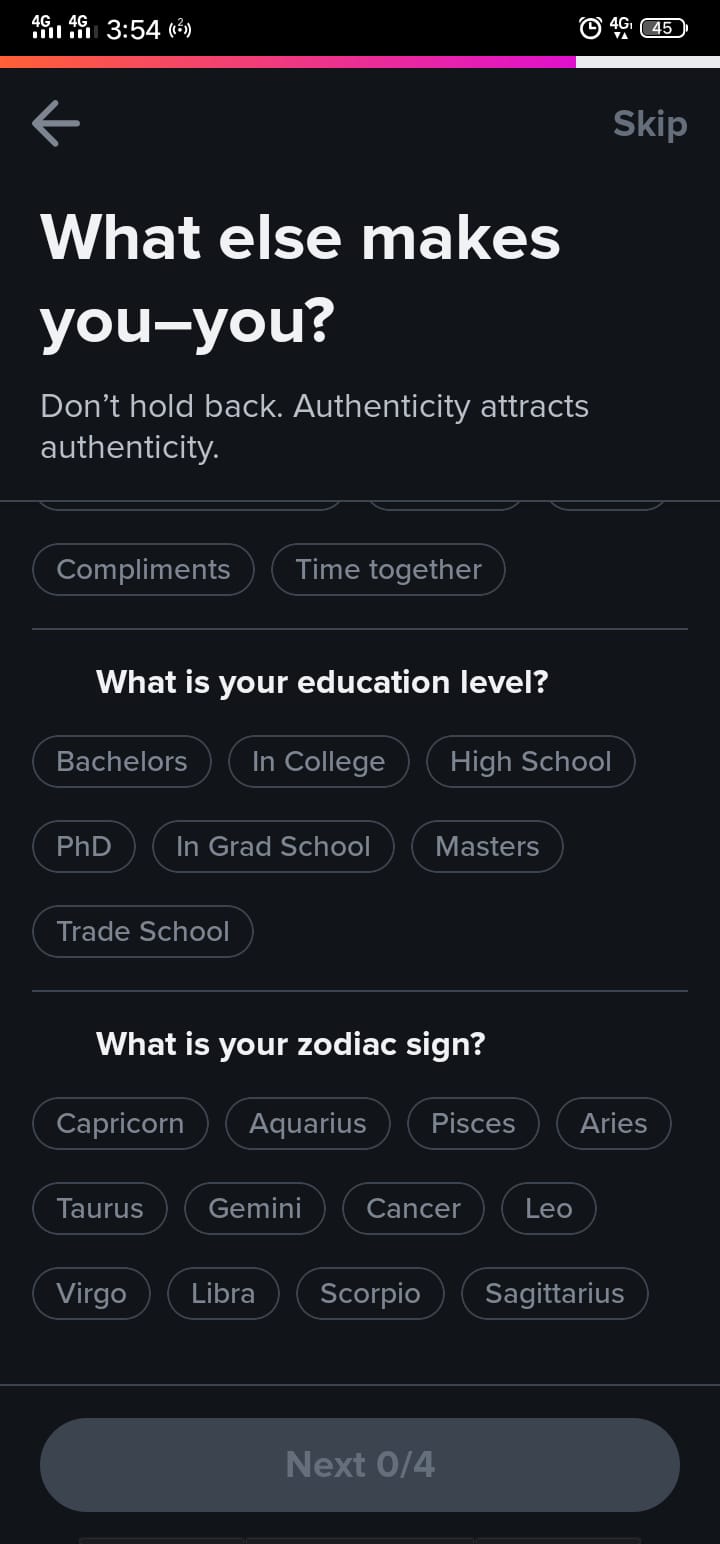 4G 4G 3:54 2 4G 45
Skip
What else makes
you–you?
Don’t hold back. Authenticity attracts
authenticity.
Compliments Time together
What is your education level?
Bachelors In College High School
PhD In Grad School Masters
Trade School
What is your zodiac sign?
Capricorn Aquarius Pisces Aries
Taurus Gemini Cancer Leo
Virgo Libra Scorpio Sagittarius
Next 0/4